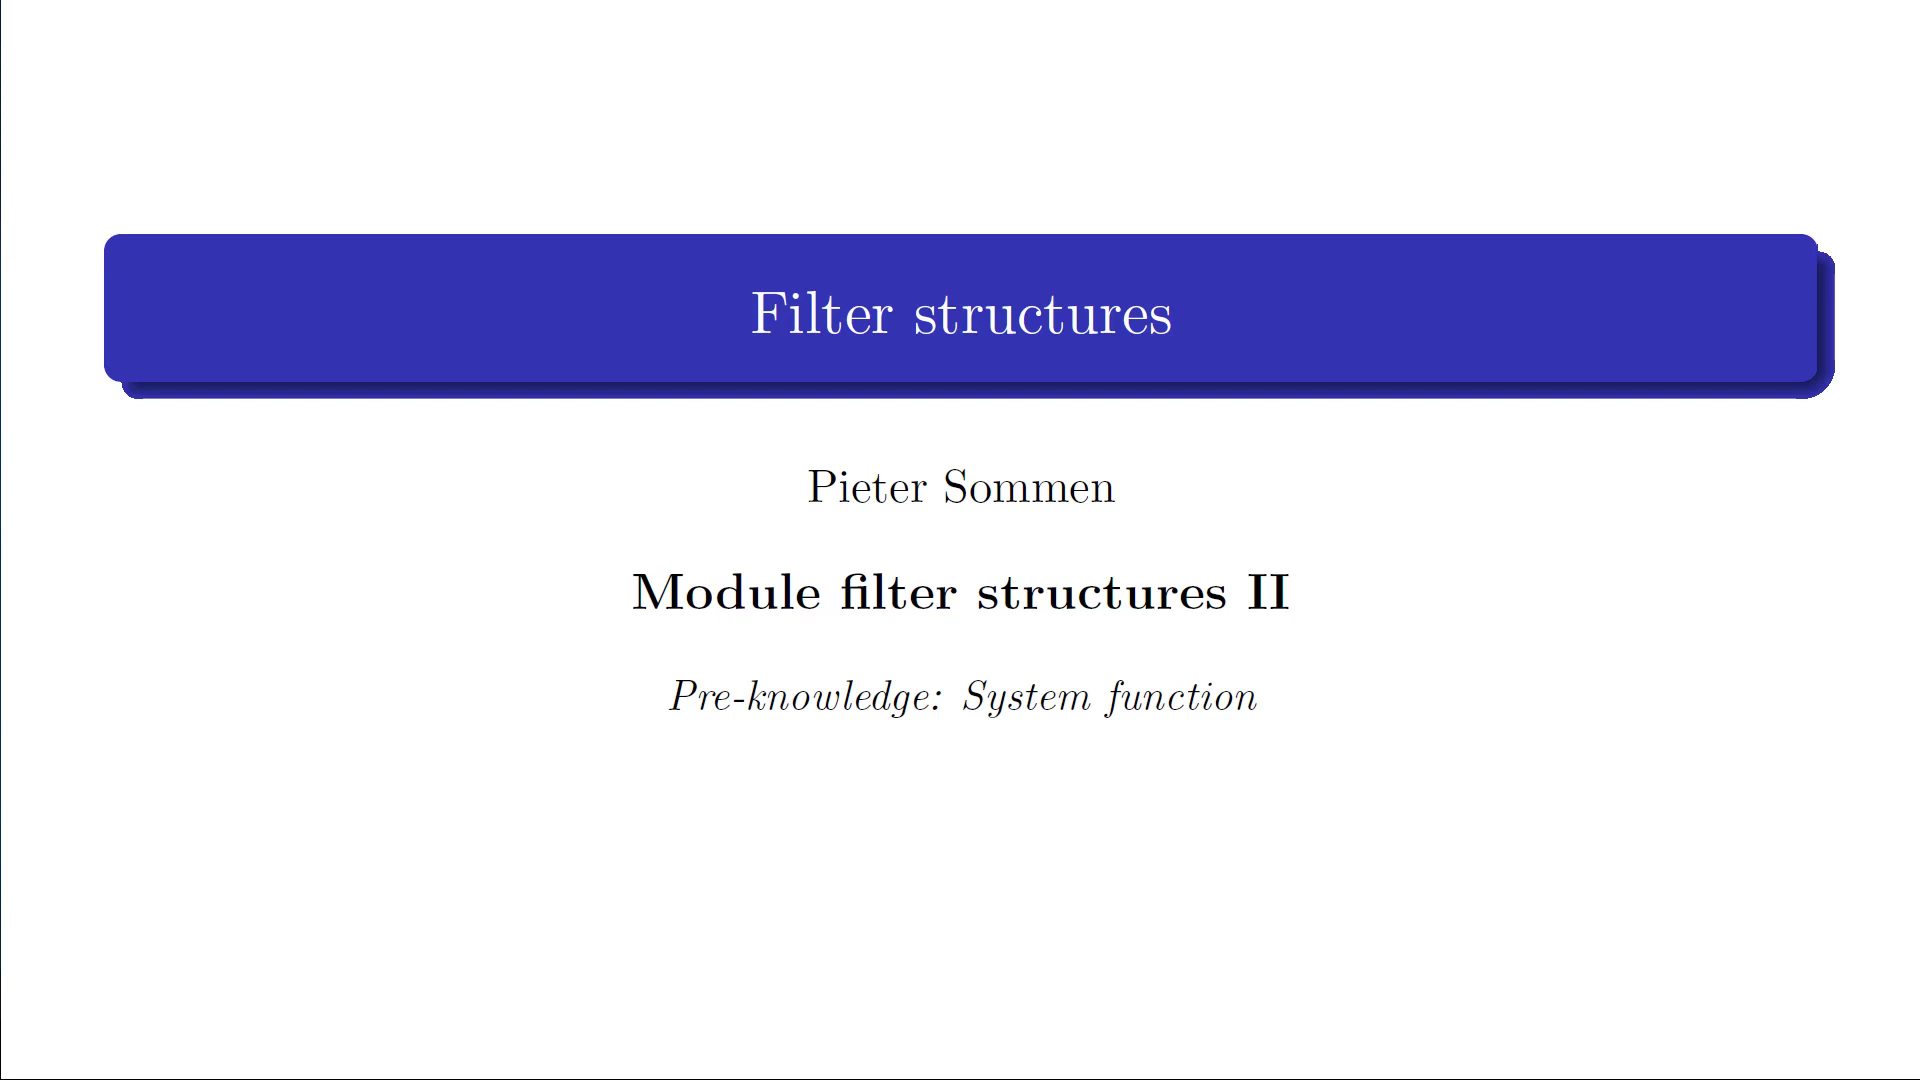 Filter structures
Pieter Sommen
Module filter structures II
Pre-knowledge: System function